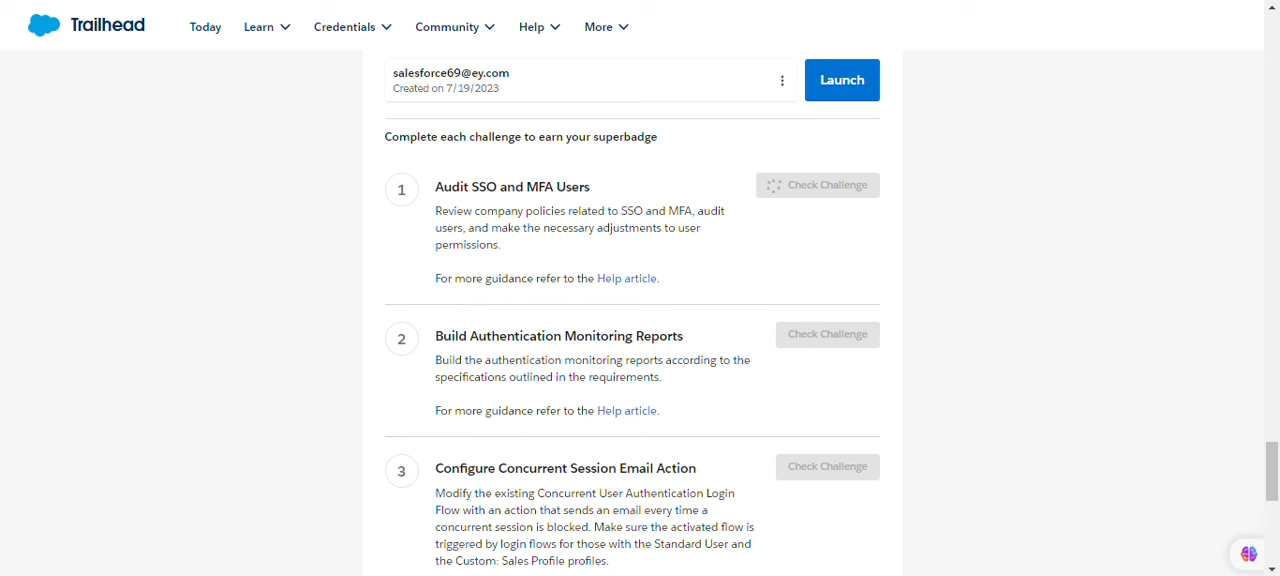 Trailhead
Today Learn Credentials Community Help More
salesforce69@ey.com
Created on 7/19/2023
Launch
Complete each challenge to earn your superbadge
1
Audit SSO and MFA Users
Check Challenge
Review company policies related to SSO and MFA, audit
users, and make the necessary adjustments to user
permissions.
For more guidance refer to the Help article.
2
Build Authentication Monitoring Reports
Check Challenge
Build the authentication monitoring reports according to the
specifications outlined in the requirements.
For more guidance refer to the Help article.
3
Configure Concurrent Session Email Action
Check Challenge
Modify the existing Concurrent User Authentication Login
Flow with an action that sends an email every time a
concurrent session is blocked. Make sure the activated flow is
triggered by login flows for those with the Standard User and
the Custom: Sales Profile profiles.